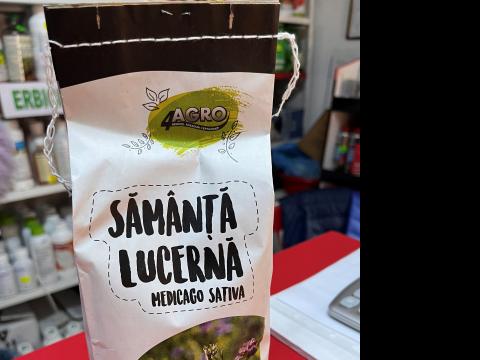 4AGRO
ERBI
SĂMÂNȚĂ
LUCERNĂ
MEDICAGO SATIVA